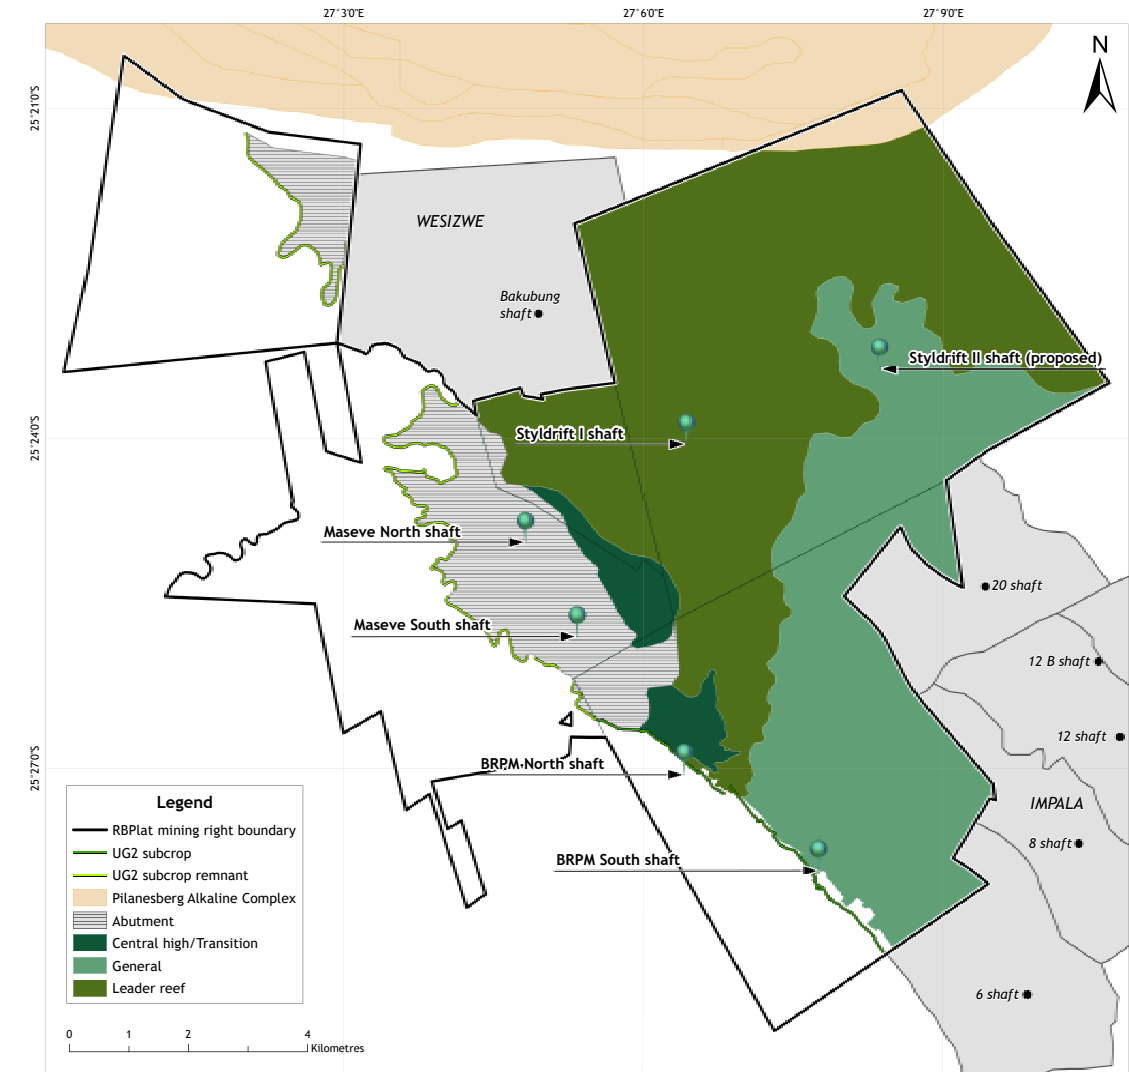 27°3'0"E
27°6'0"E
27°9'0"E
N
25°21'0"S
WESIZWE
Bakubung
shaft
Styldrift II shaft (proposed)
25°24'0"S
Styldrift I shaft
Maseve North shaft
20 shaft
Maseve South shaft
12 B shaft
12 shaft
25°27'0"S
BRPM North shaft
IMPALA
8 shaft
BRPM South shaft
6 shaft
Legend
RBPlat mining right boundary
UG2 subcrop
UG2 subcrop remnant
Pilanesberg Alkaline Complex
Abutment
Central high/Transition
General
Leader reef
0 1 2 4
Kilometres